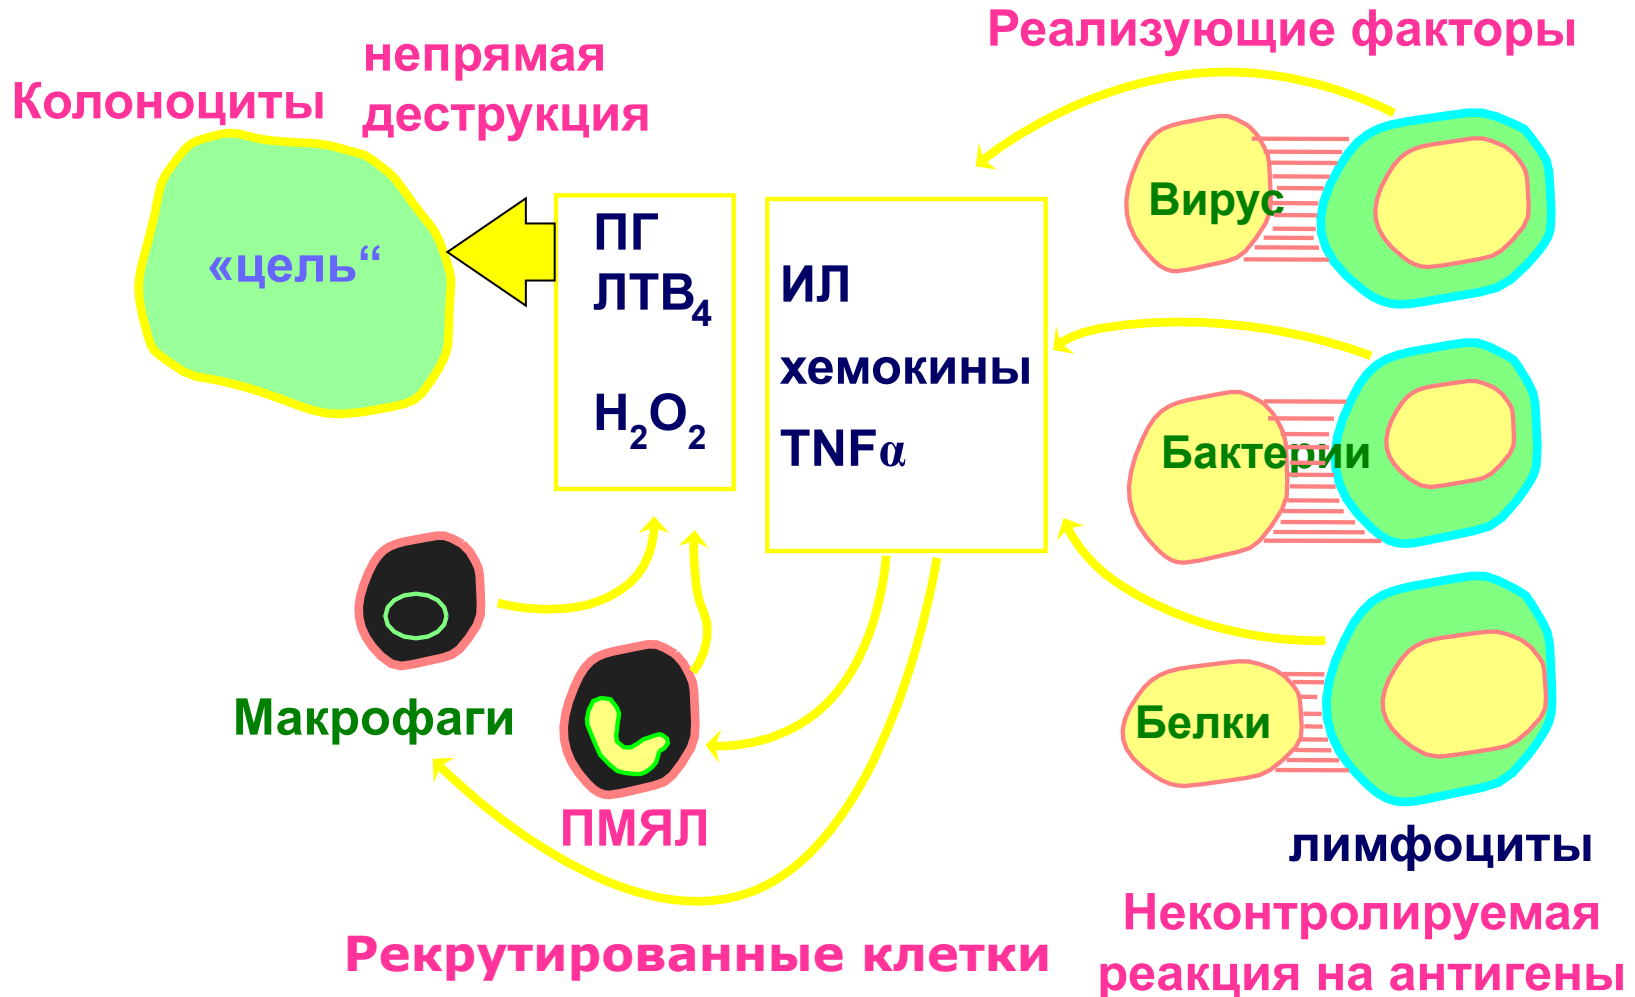 Реализующие факторы
непрямая
деструкция
Колоноциты
«цель“
ПГ
ЛТВ4
H2O2
ИЛ
хемокины
TNFα
Вирус
Бактерии
Белки
Макрофаги
ПМЯЛ
лимфоциты
Рекрутированные клетки
Неконтролируемая
реакция на антигены